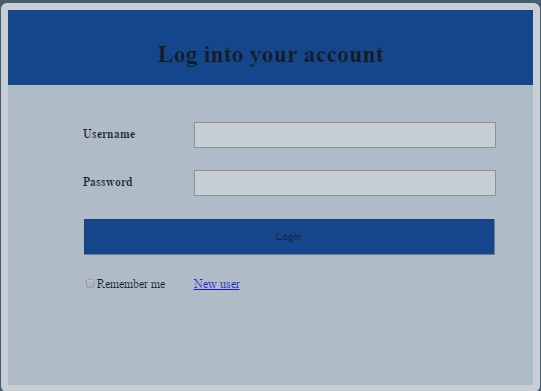 Log into your account
Username
Password
Login
Remember me New user